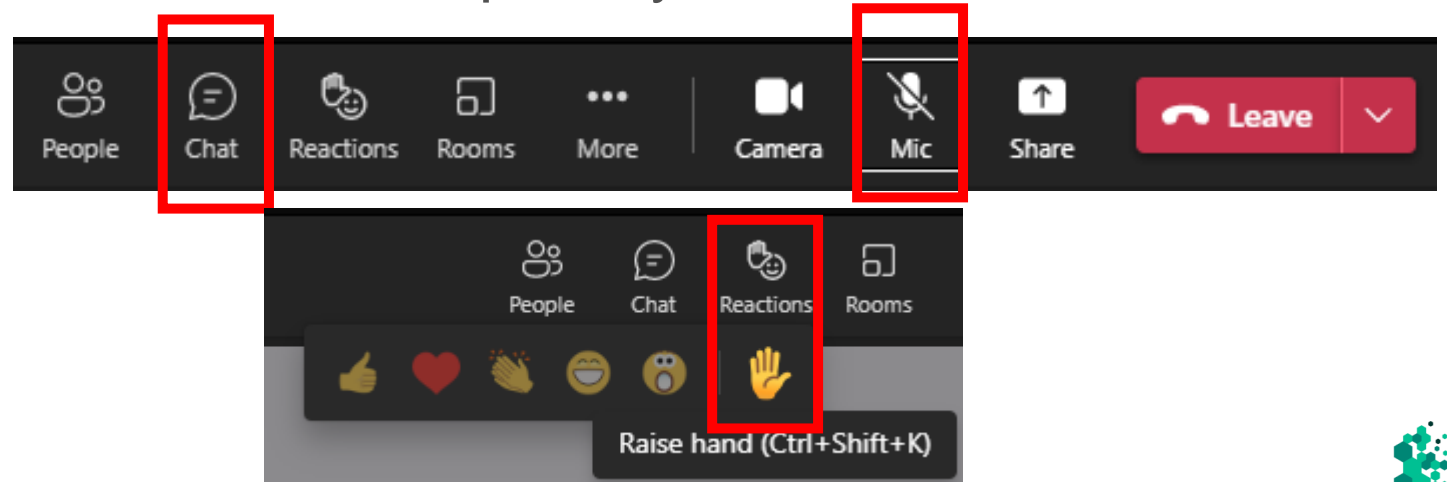 People Chat Reactions Rooms More Camera Mic Share Leave
People Chat Reactions Rooms
Raise hand (Ctrl+Shift+K)